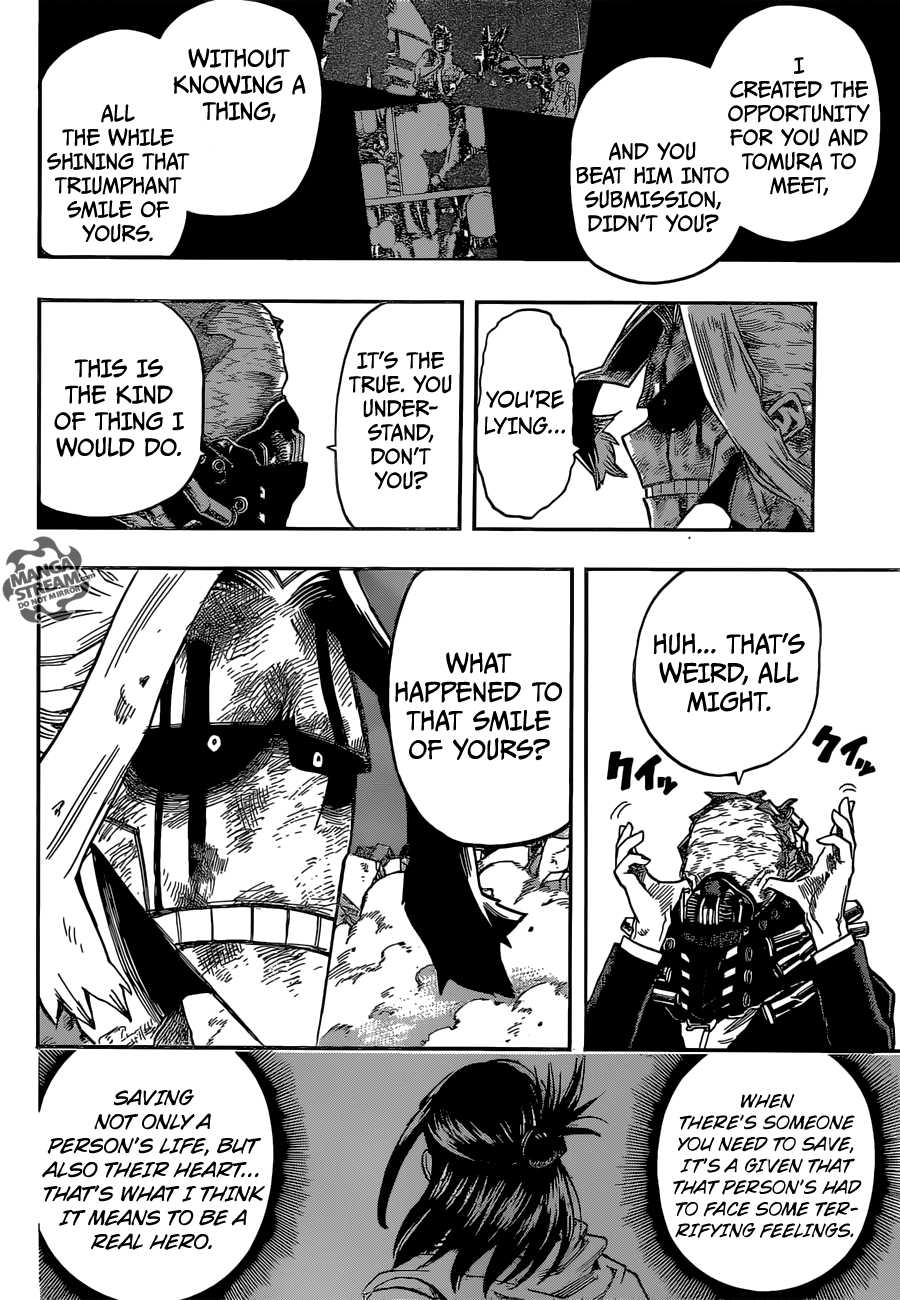 I
CREATED THE
OPPORTUNITY
FOR YOU AND
TOMURA TO
MEET,
AND YOU
BEAT HIM INTO
SUBMISSION,
DIDN'T YOU?
WITHOUT
KNOWING A
THING,
ALL
THE WHILE
SHINING THAT
TRIUMPHANT
SMILE OF
YOURS.
YOU'RE
LYING...
IT'S THE
TRUE. YOU
UNDER-
STAND,
DON'T
YOU?
THIS IS
THE KIND
OF THING I
WOULD DO.
HUH... THAT'S
WEIRD, ALL
MIGHT.
クイッ
クイッ
WHAT
HAPPENED TO
THAT SMILE
OF YOURS?
MANGA
STREAM.com
DO NOT MIRROR
WHEN
THERE'S SOMEONE
YOU NEED TO SAVE,
IT'S A GIVEN THAT
THAT PERSON'S HAD
TO FACE SOME TER-
RIFYING FEELINGS.
SAVING
NOT ONLY A
PERSON'S LIFE, BUT
ALSO THEIR HEART...
THAT'S WHAT I THINK
IT MEANS TO BE A
REAL HERO.